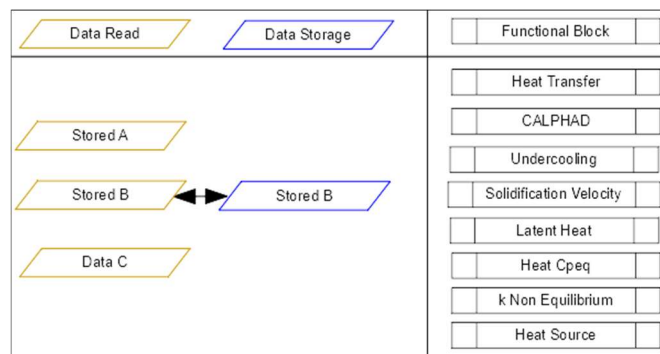 Data Read
Data Storage
Functional Block
Stored A
Stored B
Stored B
Data C
Heat Transfer
CALPHAD
Undercooling
Solidification Velocity
Latent Heat
Heat Cpeq
k Non Equilibrium
Heat Source